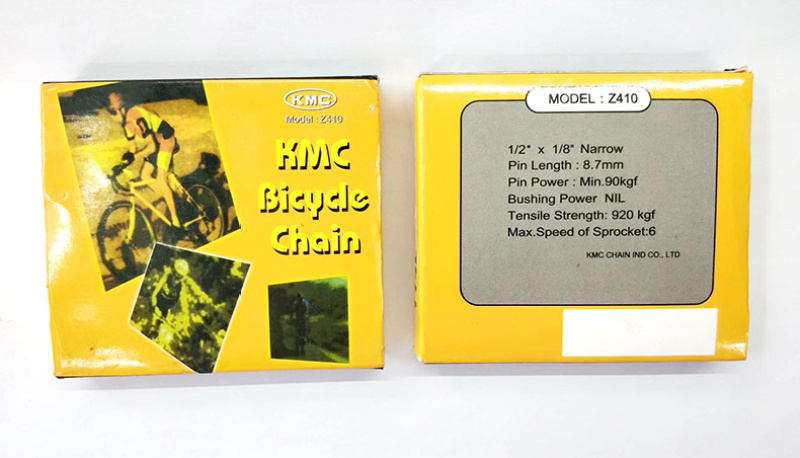 KMC
Model : Z410
KMC
Bicycle
Chain
MODEL : Z410
1/2" x 1/8" Narrow
Pin Length : 8.7mm
Pin Power : Min.90kgf
Bushing Power NIL
Tensile Strength: 920 kgf
Max.Speed of Sprocket:6
KMC CHAIN IND CO., LTD